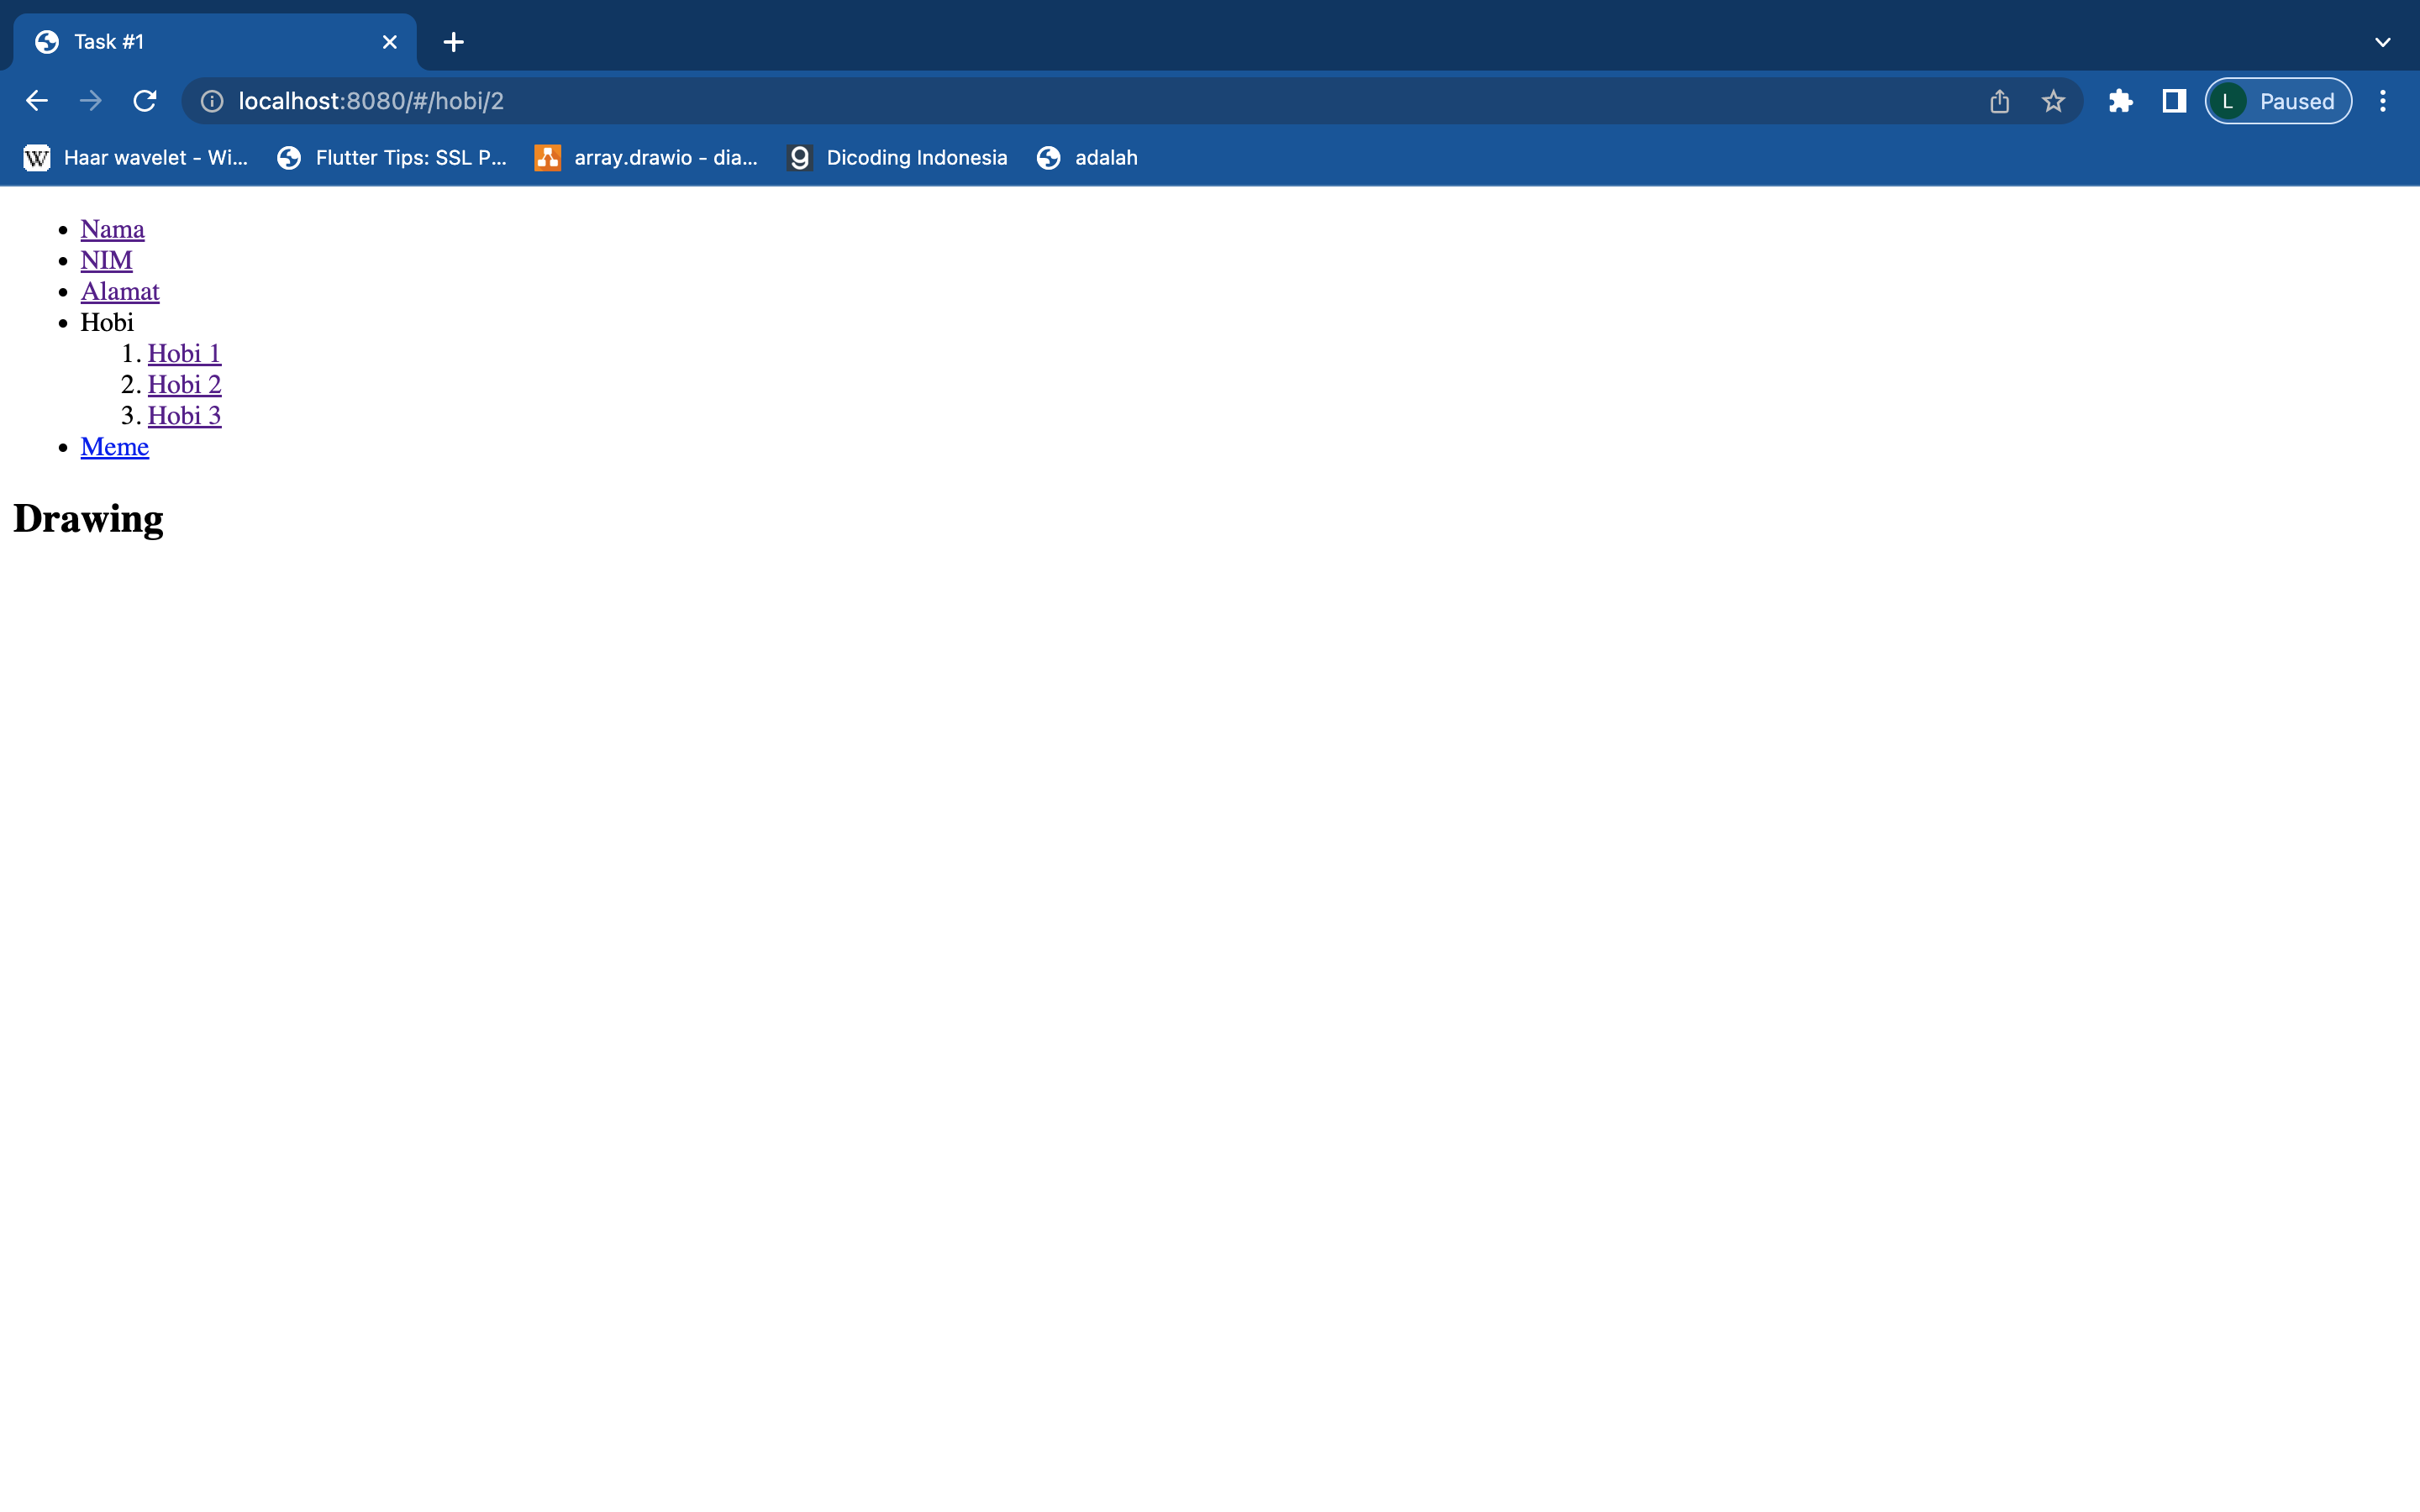 Task #1
localhost:8080/#/hobi/2
L Paused
W Haar wavelet - Wi... Flutter Tips: SSL P... array.drawio - dia... g Dicoding Indonesia adalah
• Nama
• NIM
• Alamat
• Hobi
1. Hobi 1
2. Hobi 2
3. Hobi 3
• Meme
Drawing